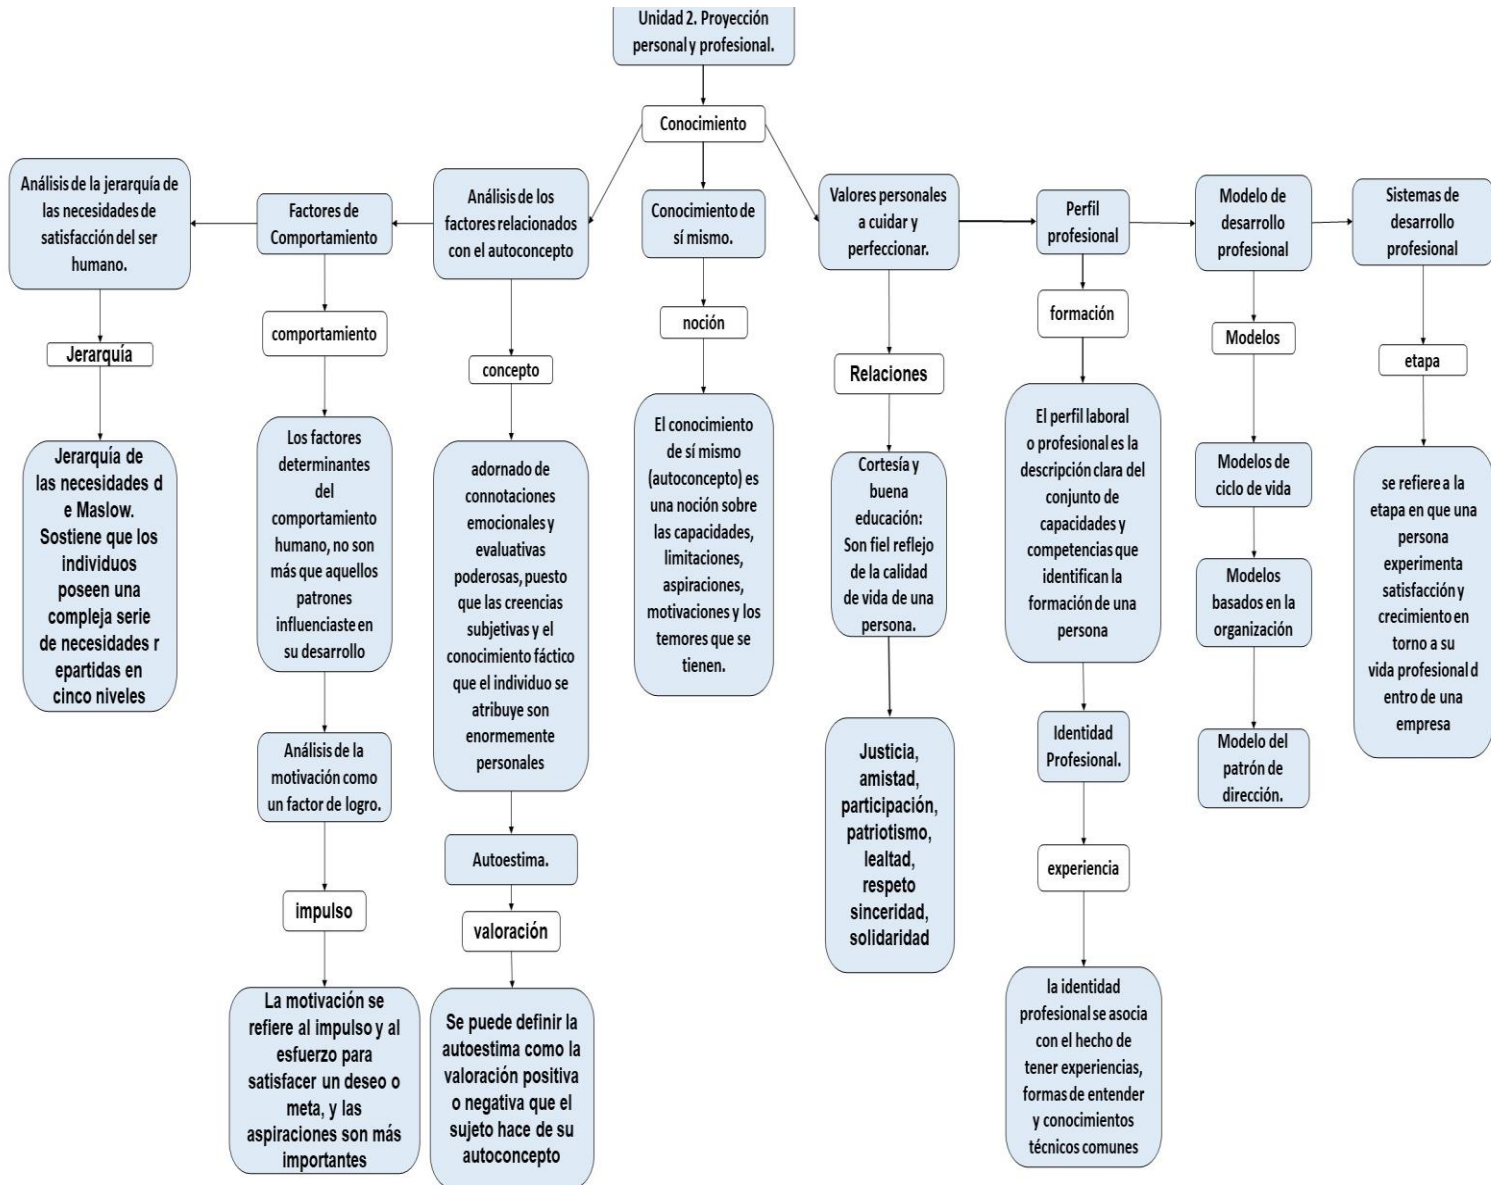 Unidad 2. Proyección
personal y profesional.
Conocimiento
Análisis de la jerarquía de
las necesidades de
satisfacción del ser
humano.
Jerarquía
Jerarquía de
las necesidades d
e Maslow.
Sostiene que los
individuos
poseen una
compleja serie
de necesidades r
epartidas en
cinco niveles
Factores de
Comportamiento
comportamiento
Los factores
determinantes
del
comportamiento
humano, no son
más que aquellos
patrones
influenciaste en
su desarrollo
Análisis de la
motivación como
un factor de logro.
impulso
La motivación se
refiere al impulso y al
esfuerzo para
satisfacer un deseo o
meta, y las
aspiraciones son más
importantes
Análisis de los
factores relacionados
con el autoconcepto
concepto
adornado de
connotaciones
emocionales y
evaluativas
poderosas, puesto
que las creencias
subjetivas y el
conocimiento fáctico
que el individuo se
atribuye son
enormemente
personales
Autoestima.
valoración
Se puede definir la
autoestima como la
valoración positiva
o negativa que el
sujeto hace de su
autoconcepto
Conocimiento de
sí mismo.
noción
El conocimiento
de sí mismo
(autoconcepto) es
una noción sobre
las capacidades,
limitaciones,
aspiraciones,
motivaciones y los
temores que se
tienen.
Valores personales
a cuidar y
perfeccionar.
Relaciones
Cortesía y
buena
educación:
Son fiel reflejo
de la calidad
de vida de una
persona.
Justicia,
amistad,
participación,
patriotismo,
lealtad,
respeto
sinceridad,
solidaridad
Perfil
profesional
formación
El perfil laboral
o profesional es la
descripción clara del
conjunto de
capacidades y
competencias que
identifican la
formación de una
persona
Identidad
Profesional.
experiencia
la identidad
profesional se asocia
con el hecho de
tener experiencias,
formas de entender
y conocimientos
técnicos comunes
Modelo de
desarrollo
profesional
Modelos
Modelos de
ciclo de vida
Modelos
basados en la
organización
Modelo del
patrón de
dirección.
Sistemas de
desarrollo
profesional
etapa
se refiere a la
etapa en que una
persona
experimenta
satisfacción y
crecimiento en
torno a su
vida profesional d
entro de una
empresa